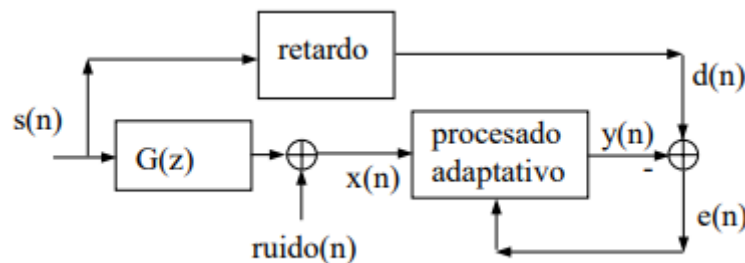 retardo
d(n)
s(n)
G(z)
x(n)
procesado
adaptativo
y(n)
-
e(n)
ruido(n)